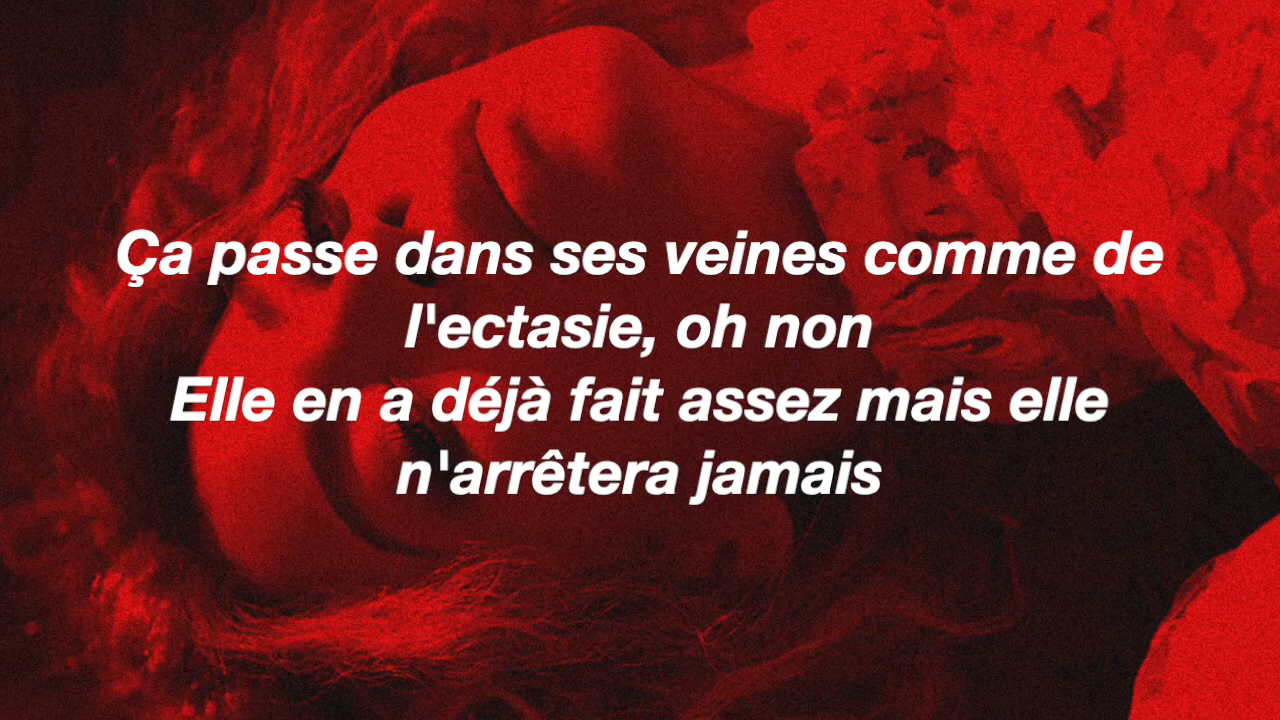 Ça passe dans ses veines comme de
l'ectasie, oh non
Elle en a déjà fait assez mais elle
n'arrêtera jamais